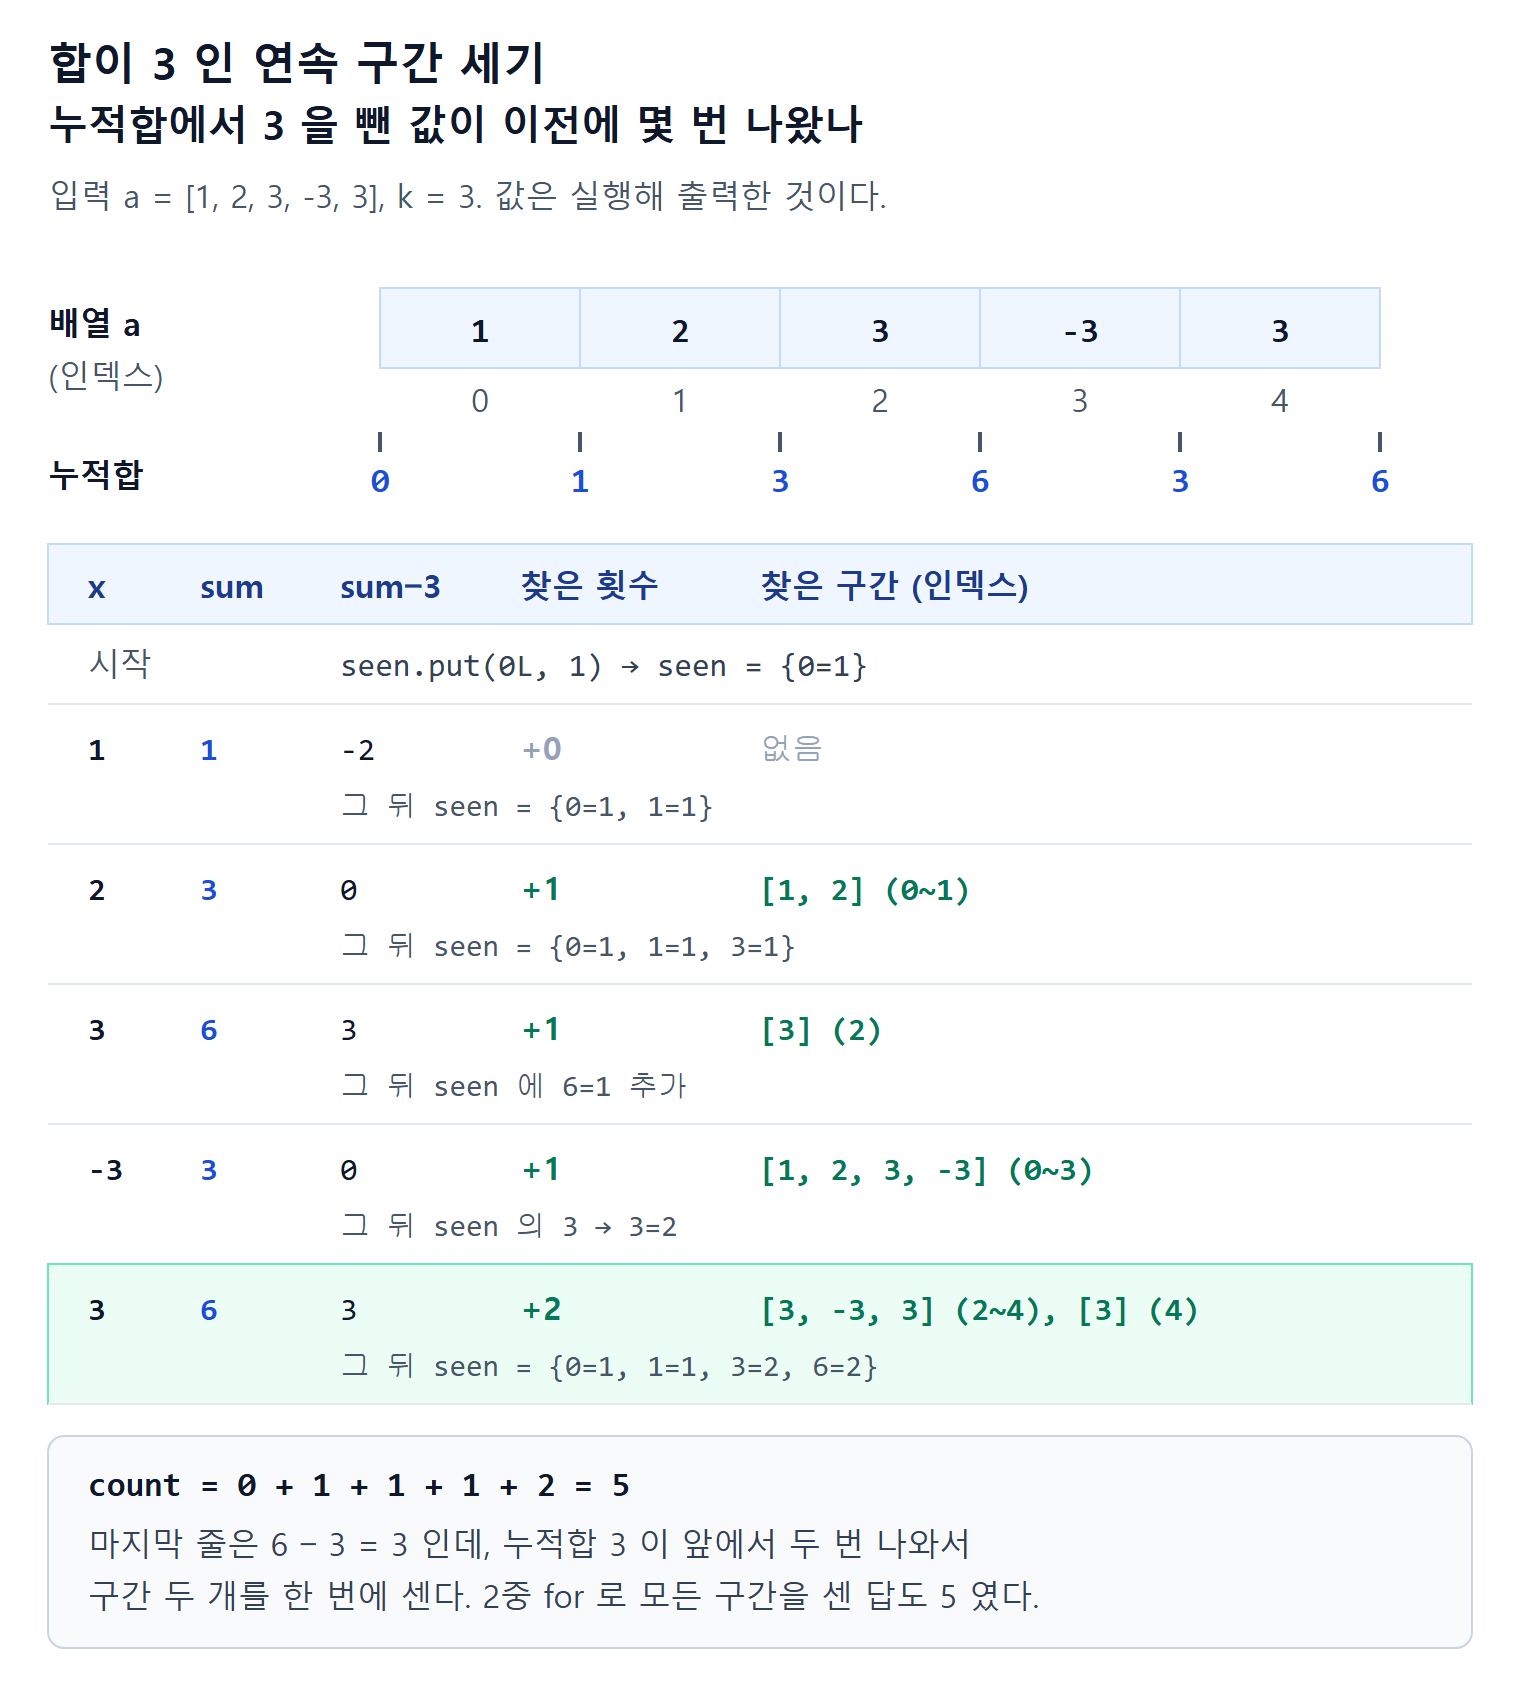 합이 3 인 연속 구간 세기
누적합에서 3 을 뺀 값이 이전에 몇 번 나왔나
입력 a = [1, 2, 3, -3, 3], k = 3. 값은 실행해 출력한 것이다.
배열 a 1 2 3 -3 3
(인덱스) 0 1 2 3 4
누적합 0 1 3 6 3 6
x sum sum−3 찾은 횟수 찾은 구간 (인덱스)
시작 seen.put(0L, 1) → seen = {0=1}
1 1 -2 +0 없음
그 뒤 seen = {0=1, 1=1}
2 3 0 +1 [1, 2] (0~1)
그 뒤 seen = {0=1, 1=1, 3=1}
3 6 3 +1 [3] (2)
그 뒤 seen 에 6=1 추가
-3 3 0 +1 [1, 2, 3, -3] (0~3)
그 뒤 seen 의 3 → 3=2
3 6 3 +2 [3, -3, 3] (2~4), [3] (4)
그 뒤 seen = {0=1, 1=1, 3=2, 6=2}
count = 0 + 1 + 1 + 1 + 2 = 5
마지막 줄은 6 − 3 = 3 인데, 누적합 3 이 앞에서 두 번 나와서
구간 두 개를 한 번에 센다. 2중 for 로 모든 구간을 센 답도 5 였다.